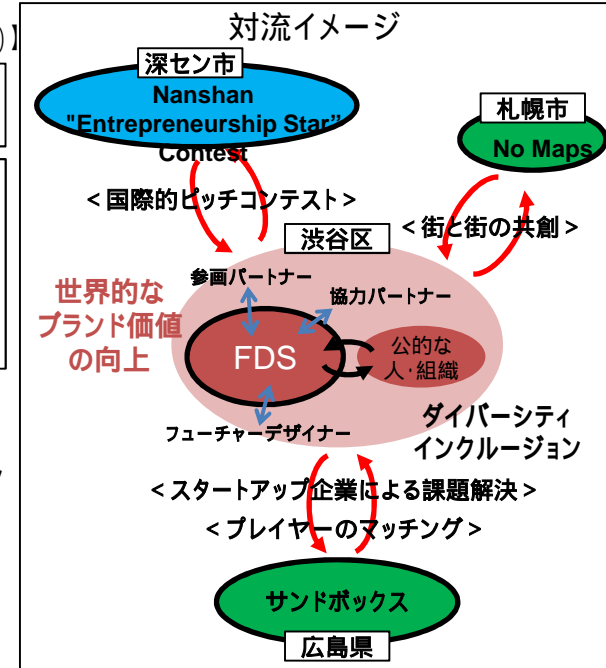 )】
対流イメージ
深セン市
Nanshan
"Entrepreneurship Star”
Contest
札幌市
No Maps
＜国際的ピッチコンテスト＞
＜街と街の共創＞
渋谷区
参画パートナー
協力パートナー
世界的な
ブランド価値
の向上
FDS
公的な
人・組織
フューチャーデザイナー
ダイバーシティ
インクルージョン
＜スタートアップ企業による課題解決＞
＜プレイヤーのマッチング＞
サンドボックス
広島県